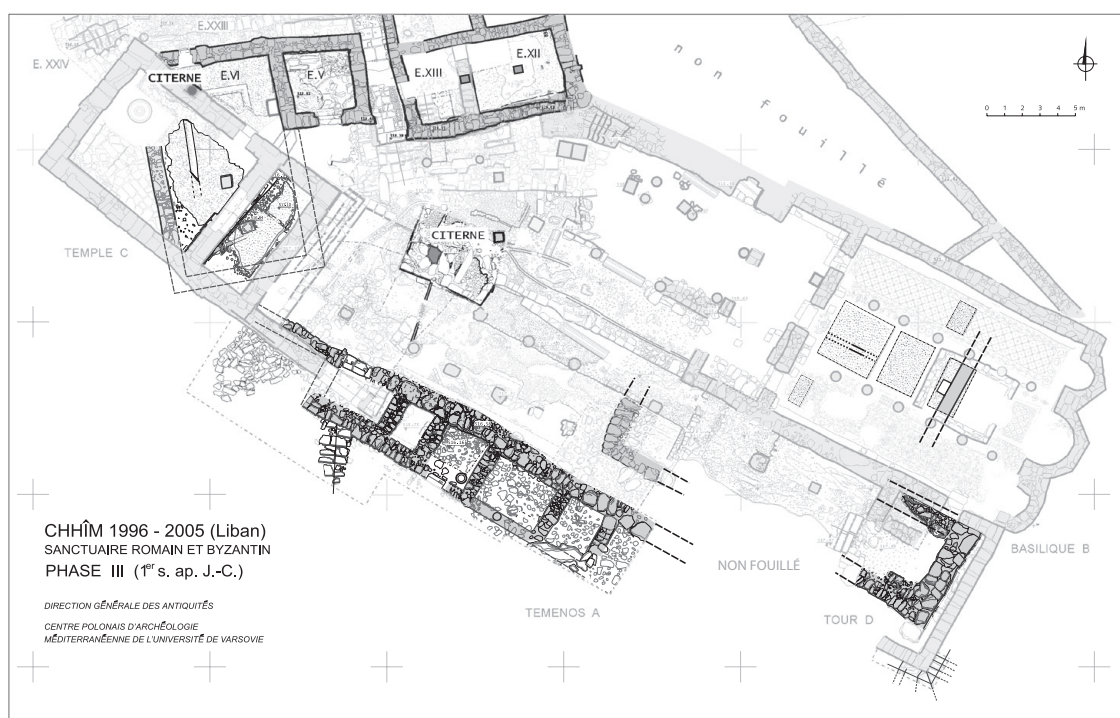 E.XXIII
E. XXIV
CITERNE
E.VI
E.V
E.XIII
E.XII
non fouillé
0 1 2 3 4 5 m
TEMPLE C
CITERNE
CHHÎM 1996 - 2005 (Liban)
SANCTUAIRE ROMAIN ET BYZANTIN
PHASE III (1er s. ap. J.-C.)
DIRECTION GÉNÉRALE DES ANTIQUITÉS
CENTRE POLONAIS D'ARCHÉOLOGIE
MÉDITERRANÉENNE DE L'UNIVERSITÉ DE VARSOVIE
NON FOUILLÉ
BASILIQUE B
TEMENOS A
TOUR D